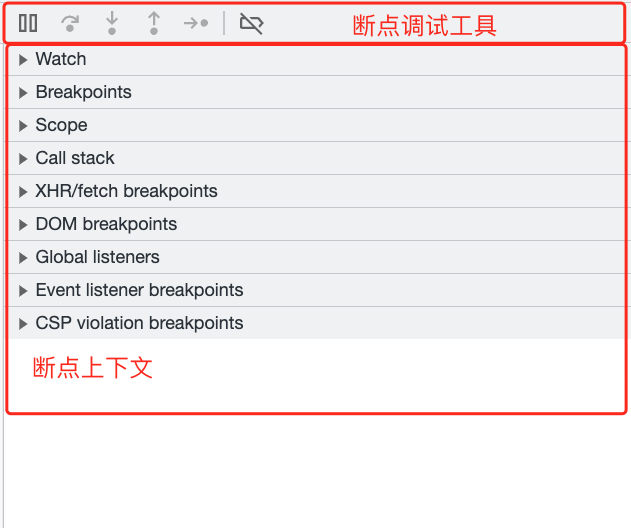 断点调试工具
Watch
Breakpoints
Scope
Call stack
XHR/fetch breakpoints
DOM breakpoints
Global listeners
Event listener breakpoints
CSP violation breakpoints
断点上下文